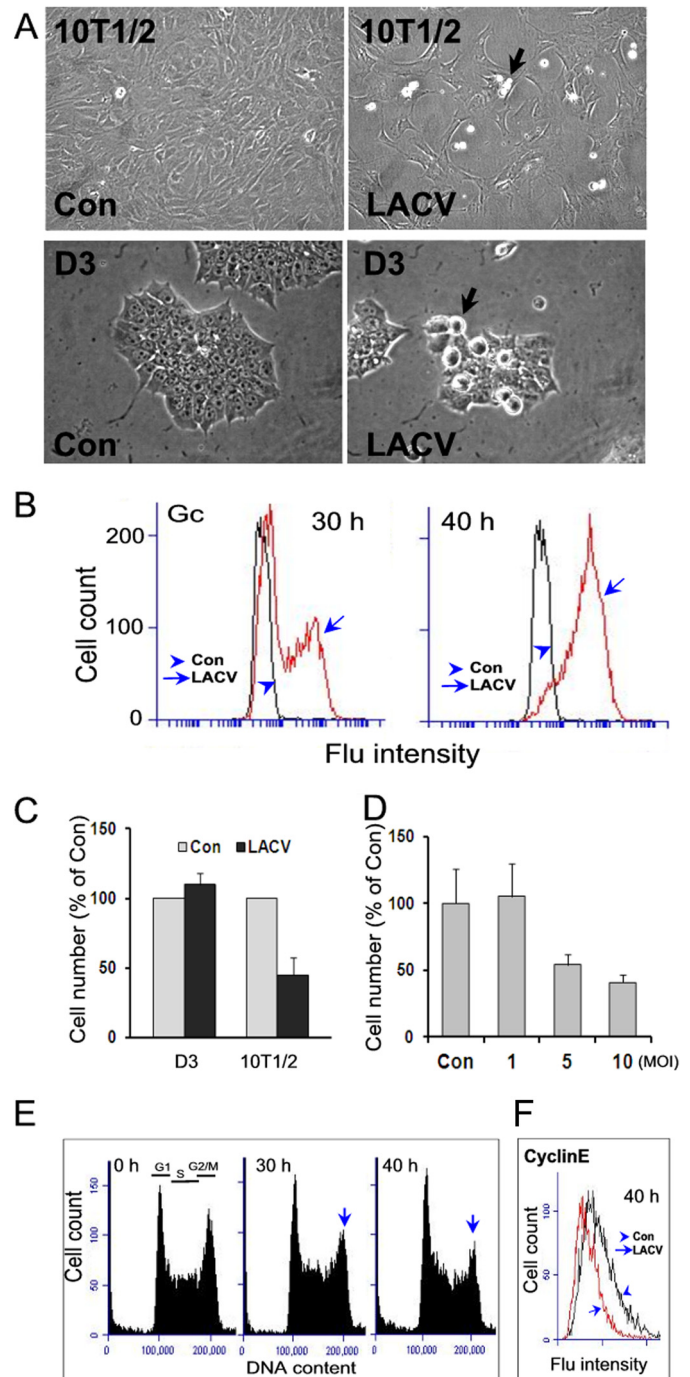 A
10T1/2
Con
10T1/2
LACV
D3
Con
D3
LACV
B
Gc
30 h
40 h
Cell count
200
100
0
Con
LACV
Con
LACV
Flu intensity
C
Cell number (% of Con)
150
100
50
0
Con
LACV
D3
10T1/2
D
Cell number (% of Con)
150
100
50
0
Con
1
5
10 (MOI)
E
0 h
G1
S
G2/M
30 h
40 h
Cell count
150
100
50
0
0
100,000
200,000
0
100,000
200,000
0
100,000
200,000
DNA content
F
CyclinE
40 h
Con
LACV
Cell count
100
50
0
Flu intensity